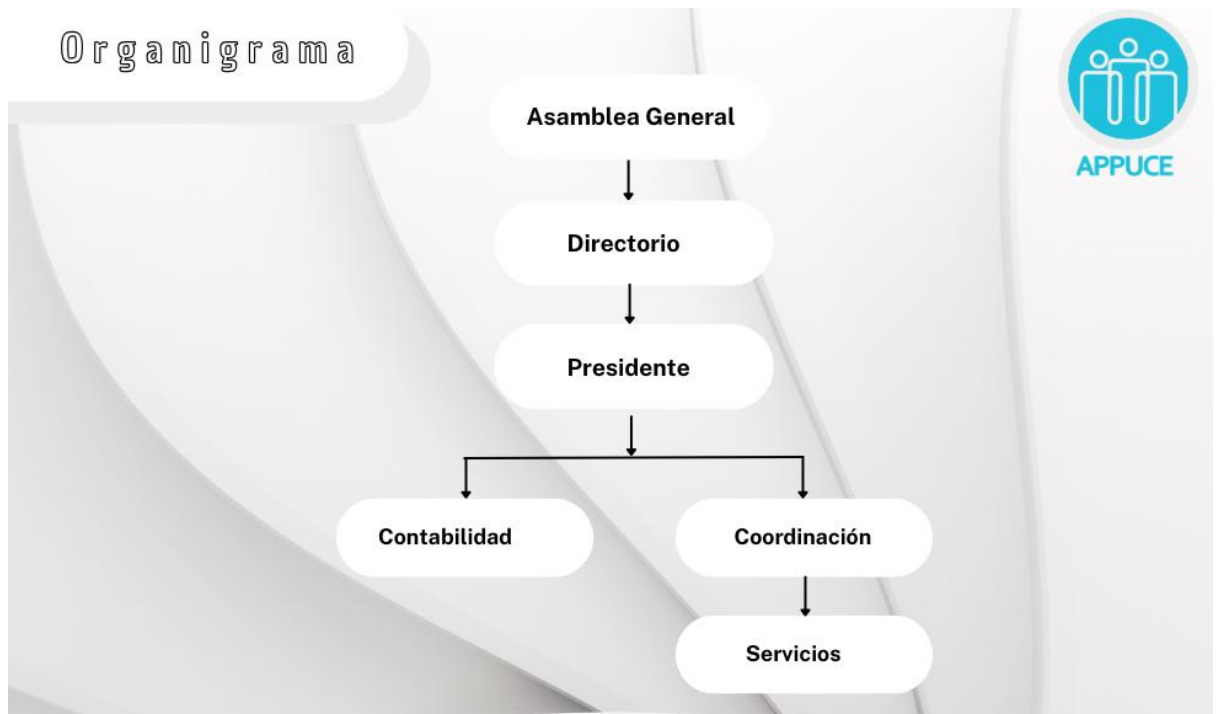 Organigrama
APPUCE
Asamblea General
Directorio
Presidente
Contabilidad
Coordinación
Servicios